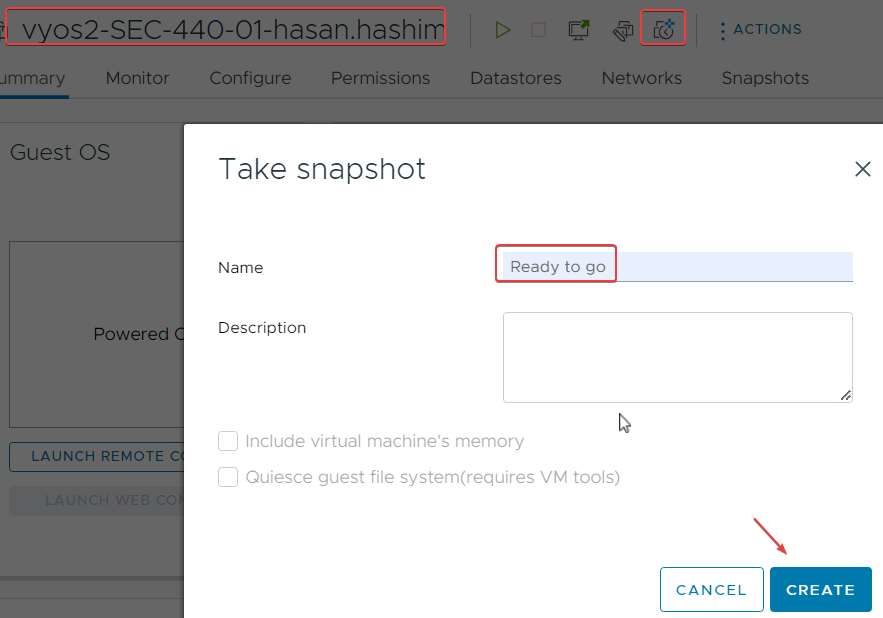 vyos2-SEC-440-01-hasan.hashim
ACTIONS
ummary Monitor Configure Permissions Datastores Networks Snapshots
Guest OS
Take snapshot
Name
Ready to go
Powered
Description
LAUNCH REMOTE CO
Include virtual machine's memory
Quiesce guest file system(requires VM tools)
LAUNCH WEB CON
CANCEL
CREATE